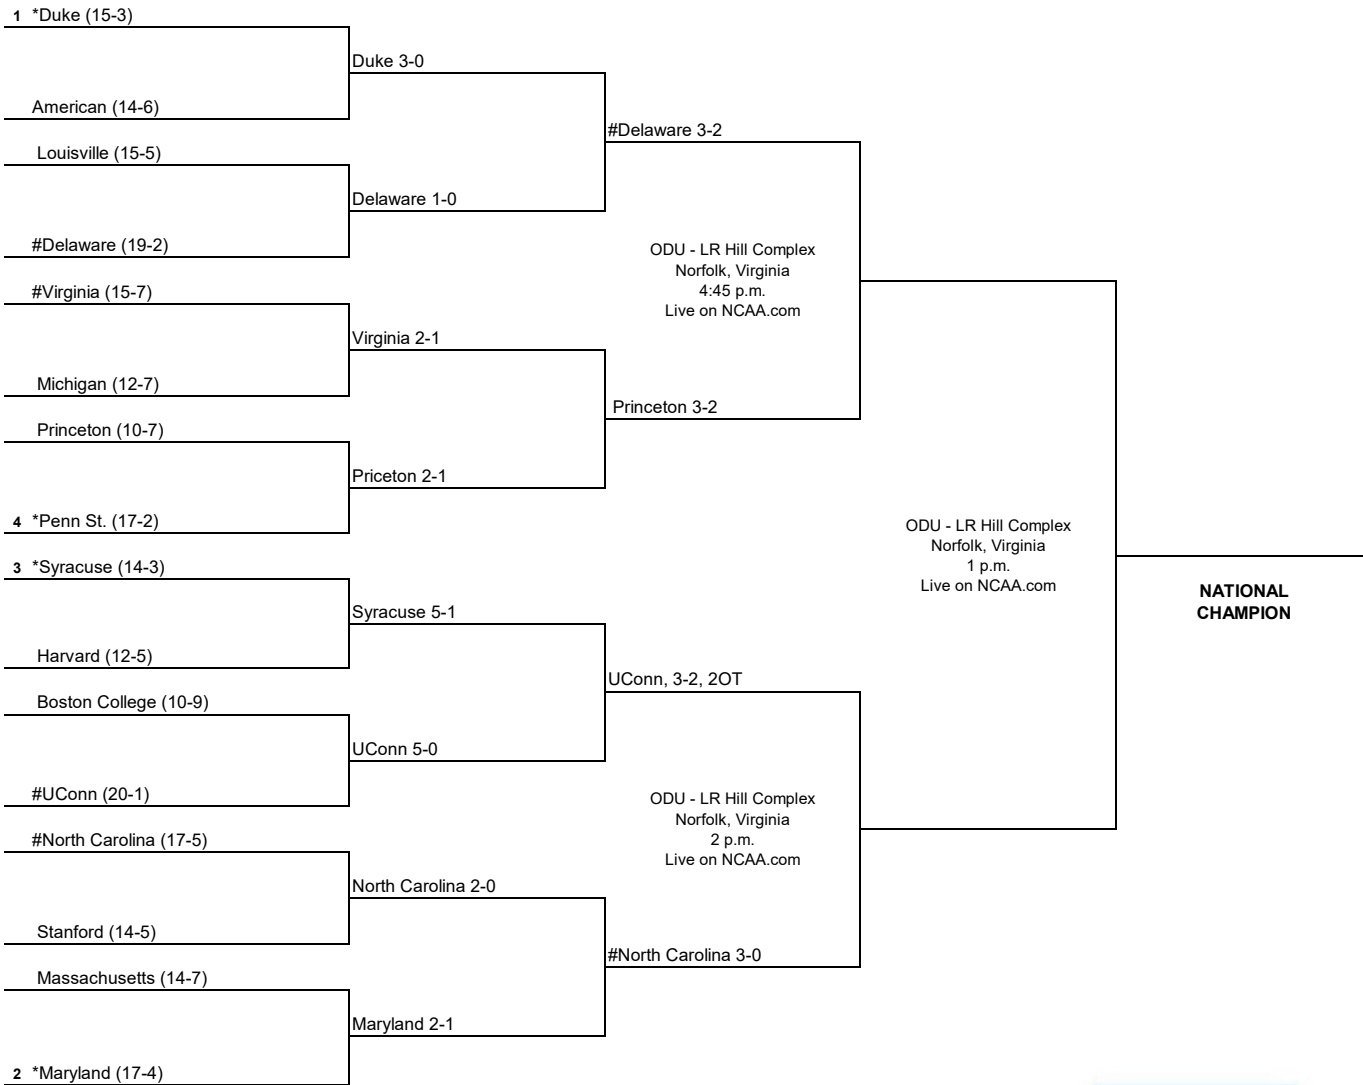 1 *Duke (15-3)
Duke 3-0
American (14-6)
#Delaware 3-2
Louisville (15-5)
Delaware 1-0
#Delaware (19-2)
ODU - LR Hill Complex
Norfolk, Virginia
4:45 p.m.
Live on NCAA.com
#Virginia (15-7)
Virginia 2-1
Michigan (12-7)
Princeton 3-2
Princeton (10-7)
Priceton 2-1
4 *Penn St. (17-2)
ODU - LR Hill Complex
Norfolk, Virginia
1 p.m.
Live on NCAA.com
NATIONAL
CHAMPION
3 *Syracuse (14-3)
Syracuse 5-1
Harvard (12-5)
UConn, 3-2, 2OT
Boston College (10-9)
UConn 5-0
#UConn (20-1)
ODU - LR Hill Complex
Norfolk, Virginia
2 p.m.
Live on NCAA.com
#North Carolina (17-5)
North Carolina 2-0
Stanford (14-5)
#North Carolina 3-0
Massachusetts (14-7)
Maryland 2-1
2 *Maryland (17-4)